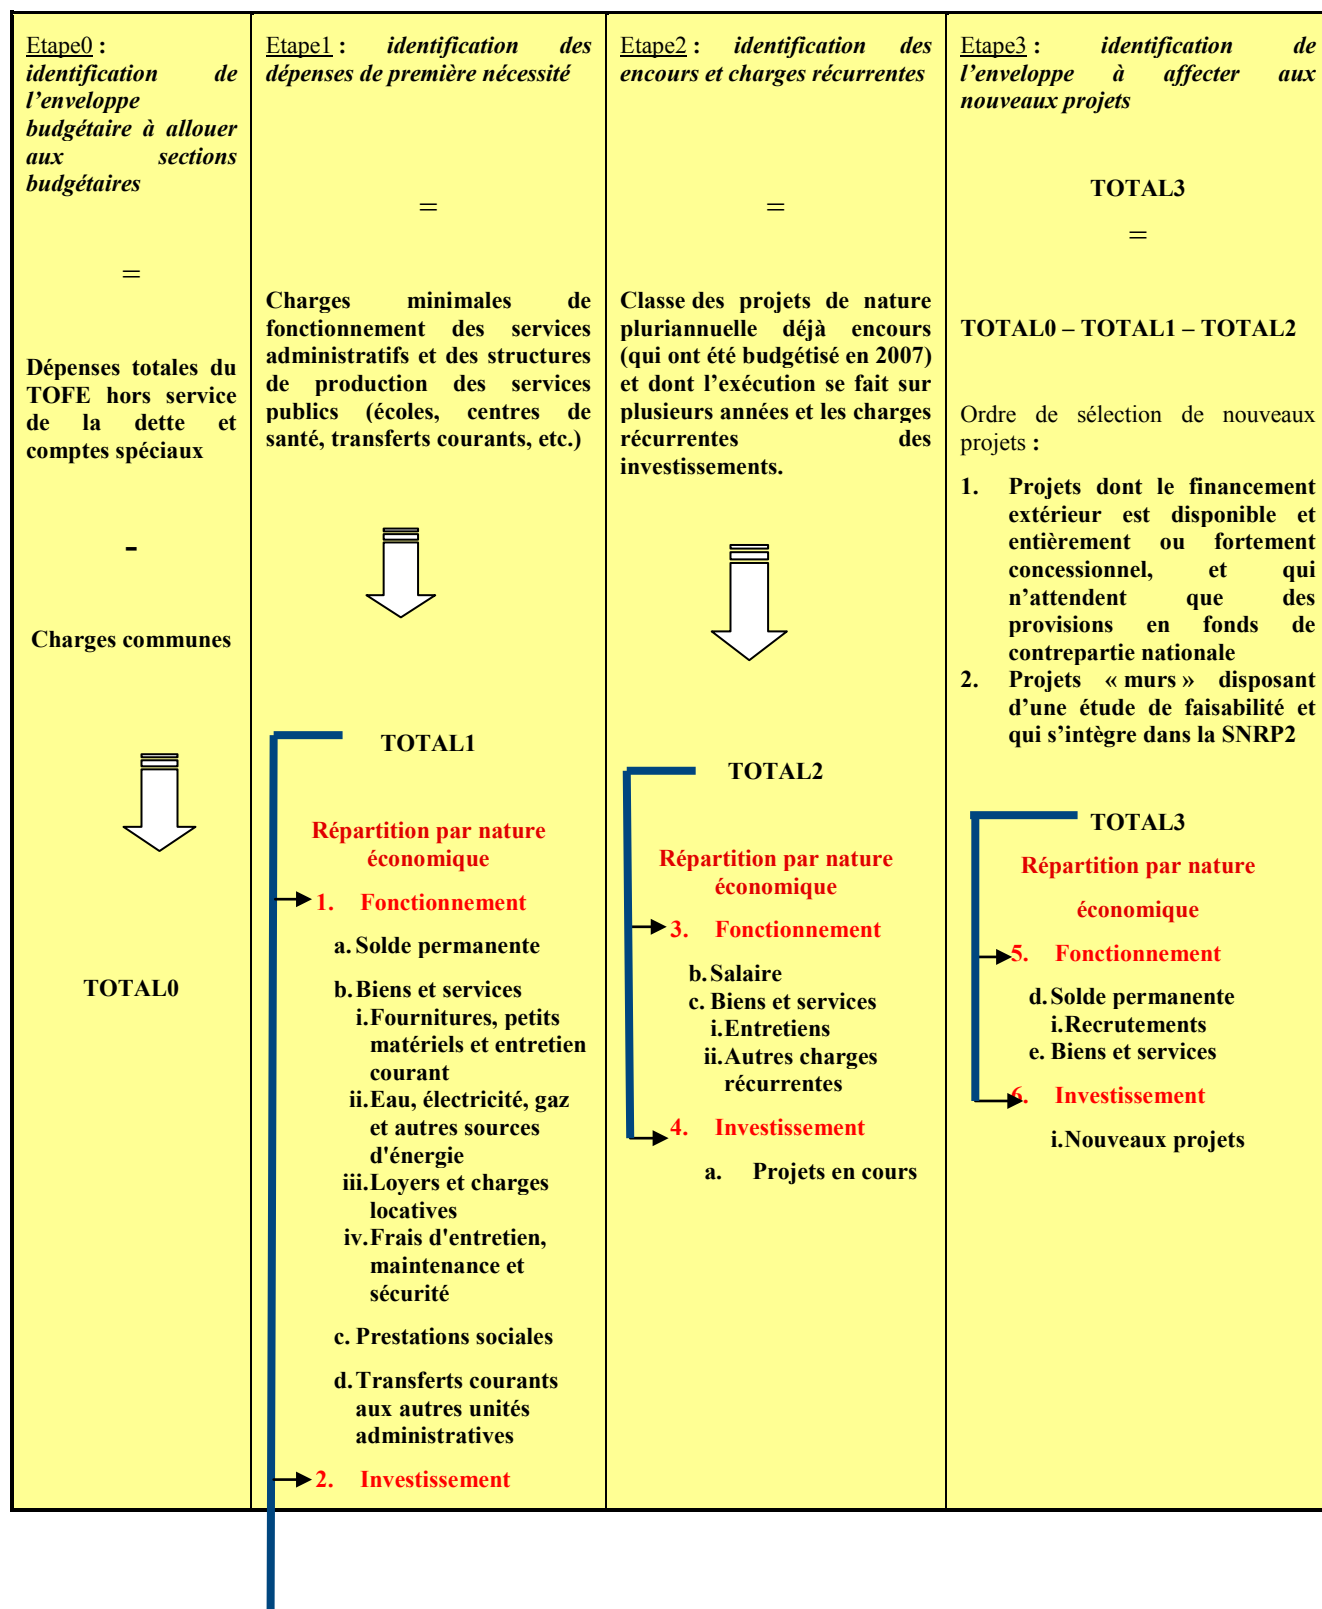 Etape0 :
identification de
l’enveloppe
budgétaire à allouer
aux sections
budgétaires
=
Dépenses totales du
TOFE hors service
de la dette et
comptes spéciaux
-
Charges communes
TOTAL0
Etape1 : identification des
dépenses de première nécessité
=
Charges minimales de
fonctionnement des services
administratifs et des structures
de production des services
publics (écoles, centres de
santé, transferts courants, etc.)
TOTAL1
Répartition par nature
économique
1. Fonctionnement
a. Solde permanente
b. Biens et services
i. Fournitures, petits
matériels et entretien
courant
ii. Eau, électricité, gaz
et autres sources
d'énergie
iii. Loyers et charges
locatives
iv. Frais d'entretien,
maintenance et
sécurité
c. Prestations sociales
d. Transferts courants
aux autres unités
administratives
2. Investissement
Etape2 : identification des
encours et charges récurrentes
=
Classe des projets de nature
pluriannuelle déjà encours
(qui ont été budgétisé en 2007)
et dont l’exécution se fait sur
plusieurs années et les charges
récurrentes des
investissements.
TOTAL2
Répartition par nature
économique
3. Fonctionnement
b. Salaire
c. Biens et services
i. Entretiens
ii. Autres charges
récurrentes
4. Investissement
a. Projets en cours
Etape3 : identification de
l’enveloppe à affecter aux
nouveaux projets
TOTAL3
=
TOTAL0 – TOTAL1 – TOTAL2
Ordre de sélection de nouveaux
projets :
1. Projets dont le financement
extérieur est disponible et
entièrement ou fortement
concessionnel, et qui
n’attendent que des
provisions en fonds de
contrepartie nationale
2. Projets « murs » disposant
d’une étude de faisabilité et
qui s’intègre dans la SNRP2
TOTAL3
Répartition par nature
économique
5. Fonctionnement
d. Solde permanente
i. Recrutements
e. Biens et services
6. Investissement
i. Nouveaux projets